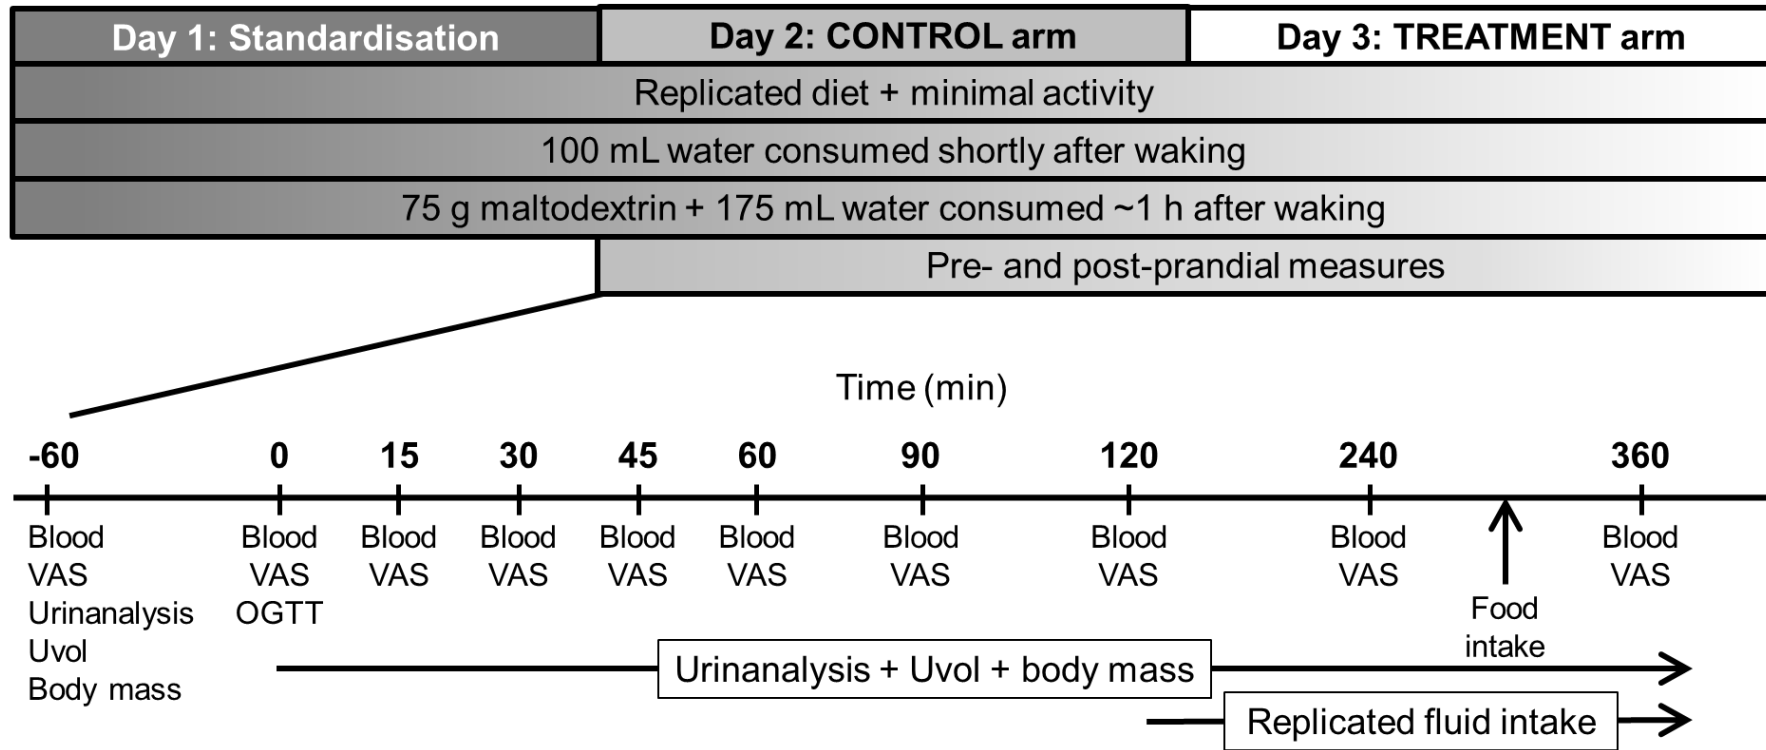 Day 1: Standardisation
Day 2: CONTROL arm
Day 3: TREATMENT arm
Replicated diet + minimal activity
100 mL water consumed shortly after waking
75 g maltodextrin + 175 mL water consumed ~1 h after waking
Pre- and post-prandial measures
Time (min)
-60 0 15 30 45 60 90 120 240 360
Blood Blood Blood Blood Blood Blood Blood Blood Blood Blood
VAS VAS VAS VAS VAS VAS VAS VAS VAS VAS
Urinanalysis OGTT Food
Uvol intake
Body mass
Urinanalysis + Uvol + body mass
Replicated fluid intake